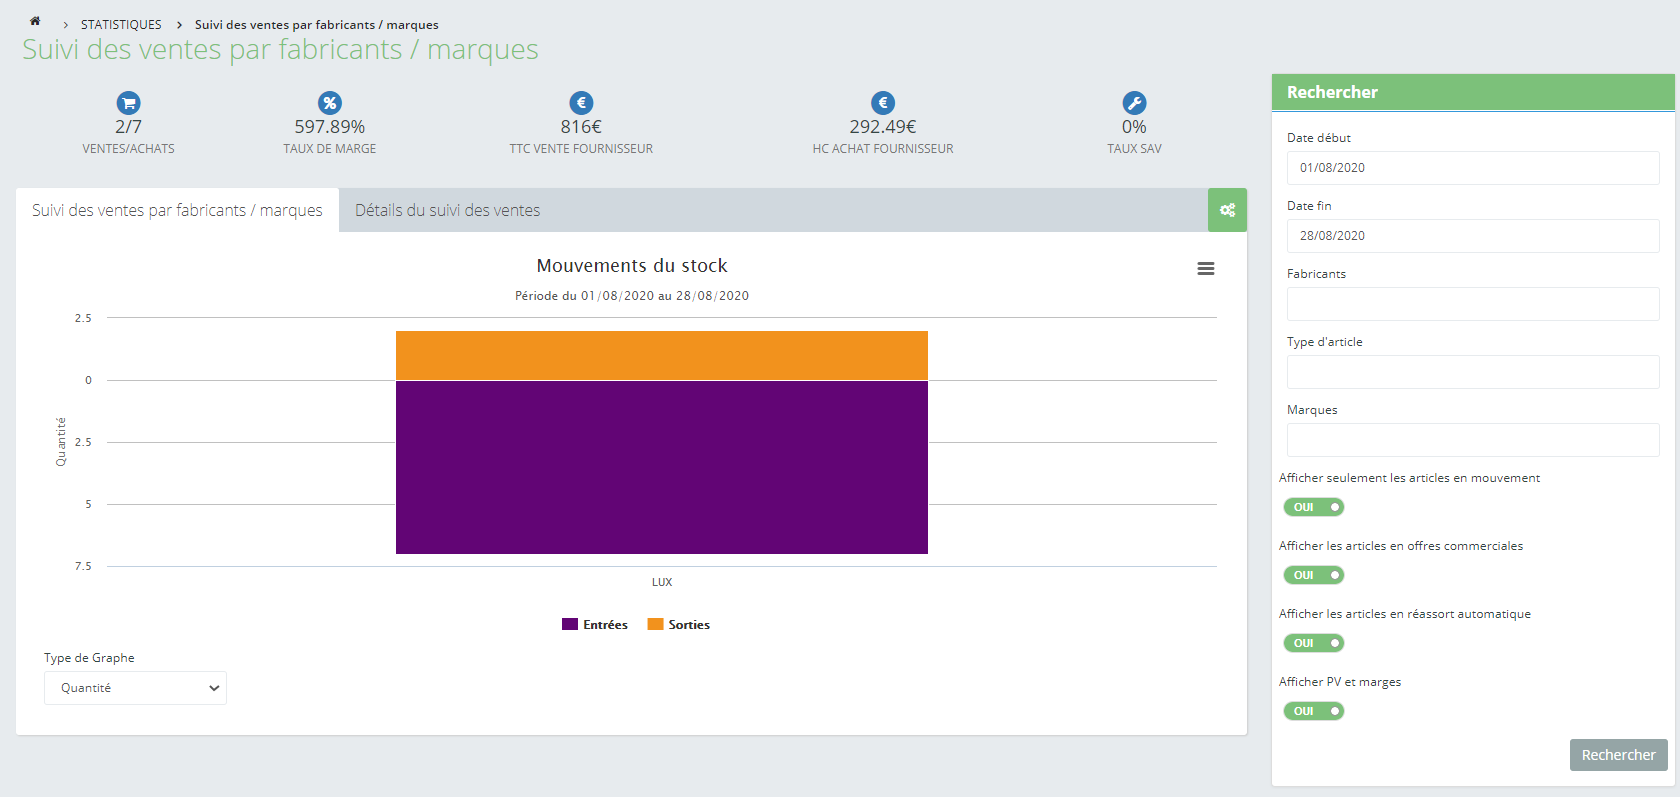 STATISTIQUES > Suivi des ventes par fabricants / marques
Suivi des ventes par fabricants / marques
2/7
VENTES/ACHATS
597.89%
TAUX DE MARGE
816€
TTC VENTE FOURNISSEUR
292.49€
HC ACHAT FOURNISSEUR
0%
TAUX SAV
Suivi des ventes par fabricants / marques
Détails du suivi des ventes
Mouvements du stock
Période du 01/08/2020 au 28/08/2020
Quantité
2.5
0
2.5
5
7.5
LUX
Entrées
Sorties
Type de Graphe
Quantité
Rechercher
Date début
01/08/2020
Date fin
28/08/2020
Fabricants
Type d'article
Marques
Afficher seulement les articles en mouvement
OUI
Afficher les articles en offres commerciales
OUI
Afficher les articles en réassort automatique
OUI
Afficher PV et marges
OUI
Rechercher